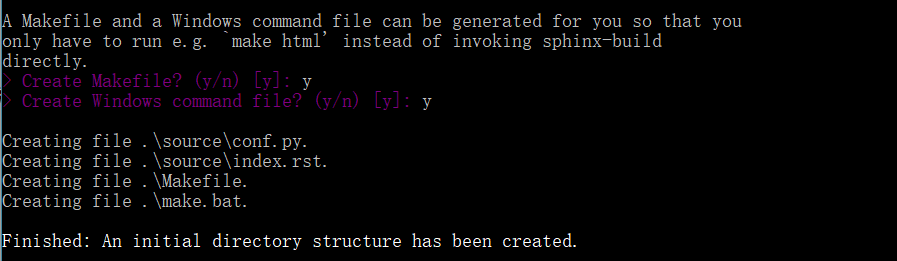 A Makefile and a Windows command file can be generated for you so that you
only have to run e.g. `make html' instead of invoking sphinx-build
directly.
> Create Makefile? (y/n) [y]: y
> Create Windows command file? (y/n) [y]: y
Creating file .\source\conf.py.
Creating file .\source\index.rst.
Creating file .\Makefile.
Creating file .\make.bat.
Finished: An initial directory structure has been created.